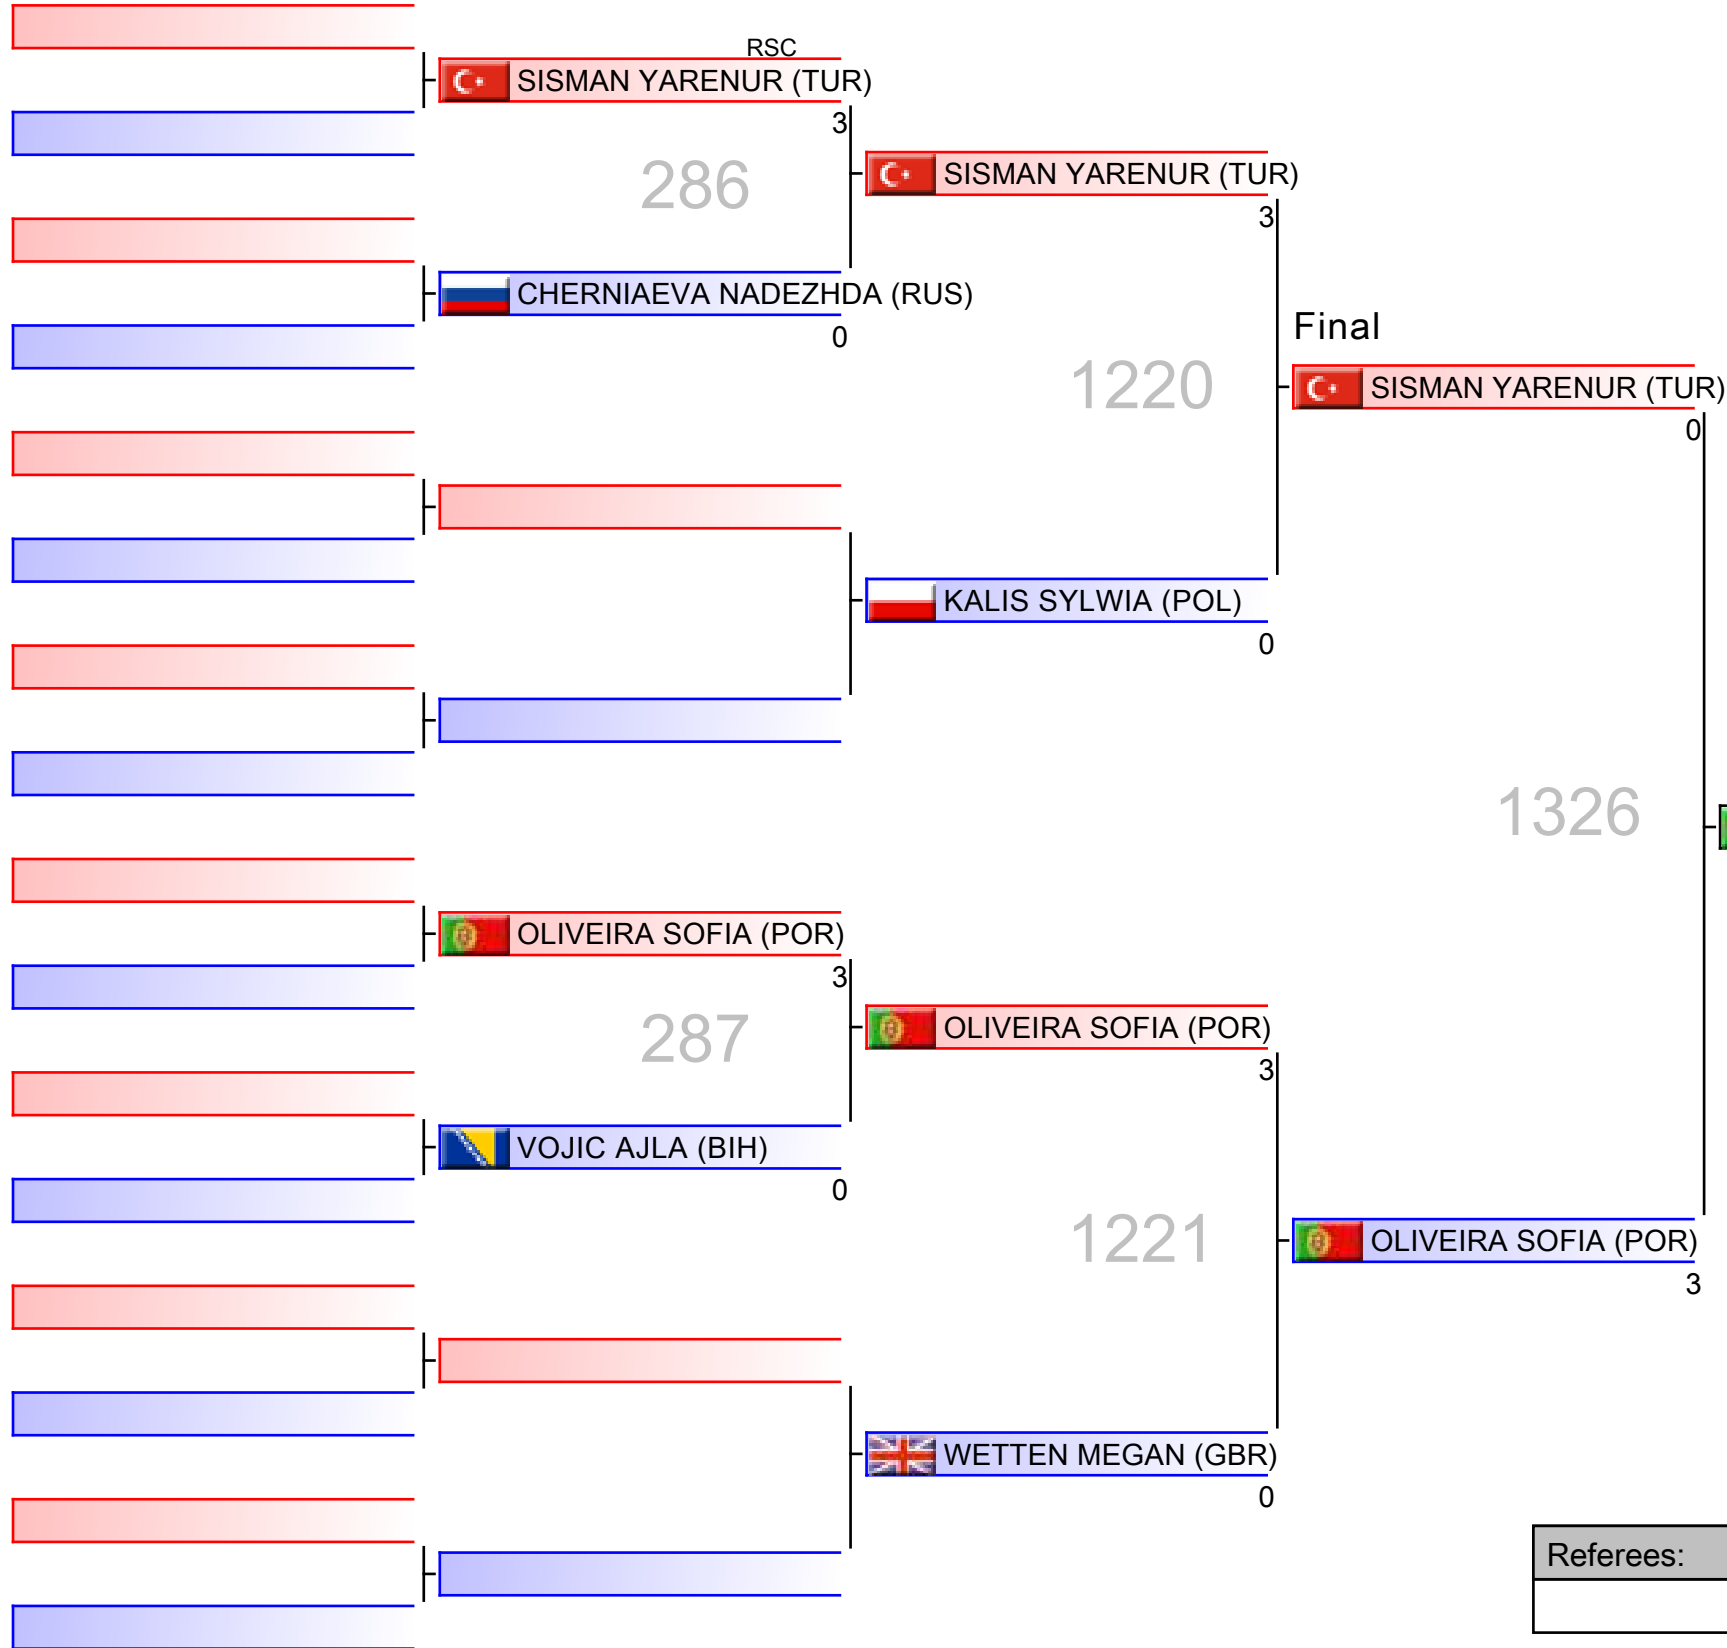 RSC
SISMAN YARENUR (TUR)
3
286
SISMAN YARENUR (TUR)
3
CHERNIAEVA NADEZHDA (RUS)
0
Final
1220
SISMAN YARENUR (TUR)
0
KALIS SYLWIA (POL)
0
1326
OLIVEIRA SOFIA (POR)
3
287
OLIVEIRA SOFIA (POR)
3
VOJIC AJLA (BIH)
0
1221
OLIVEIRA SOFIA (POR)
3
WETTEN MEGAN (GBR)
0
Referees: